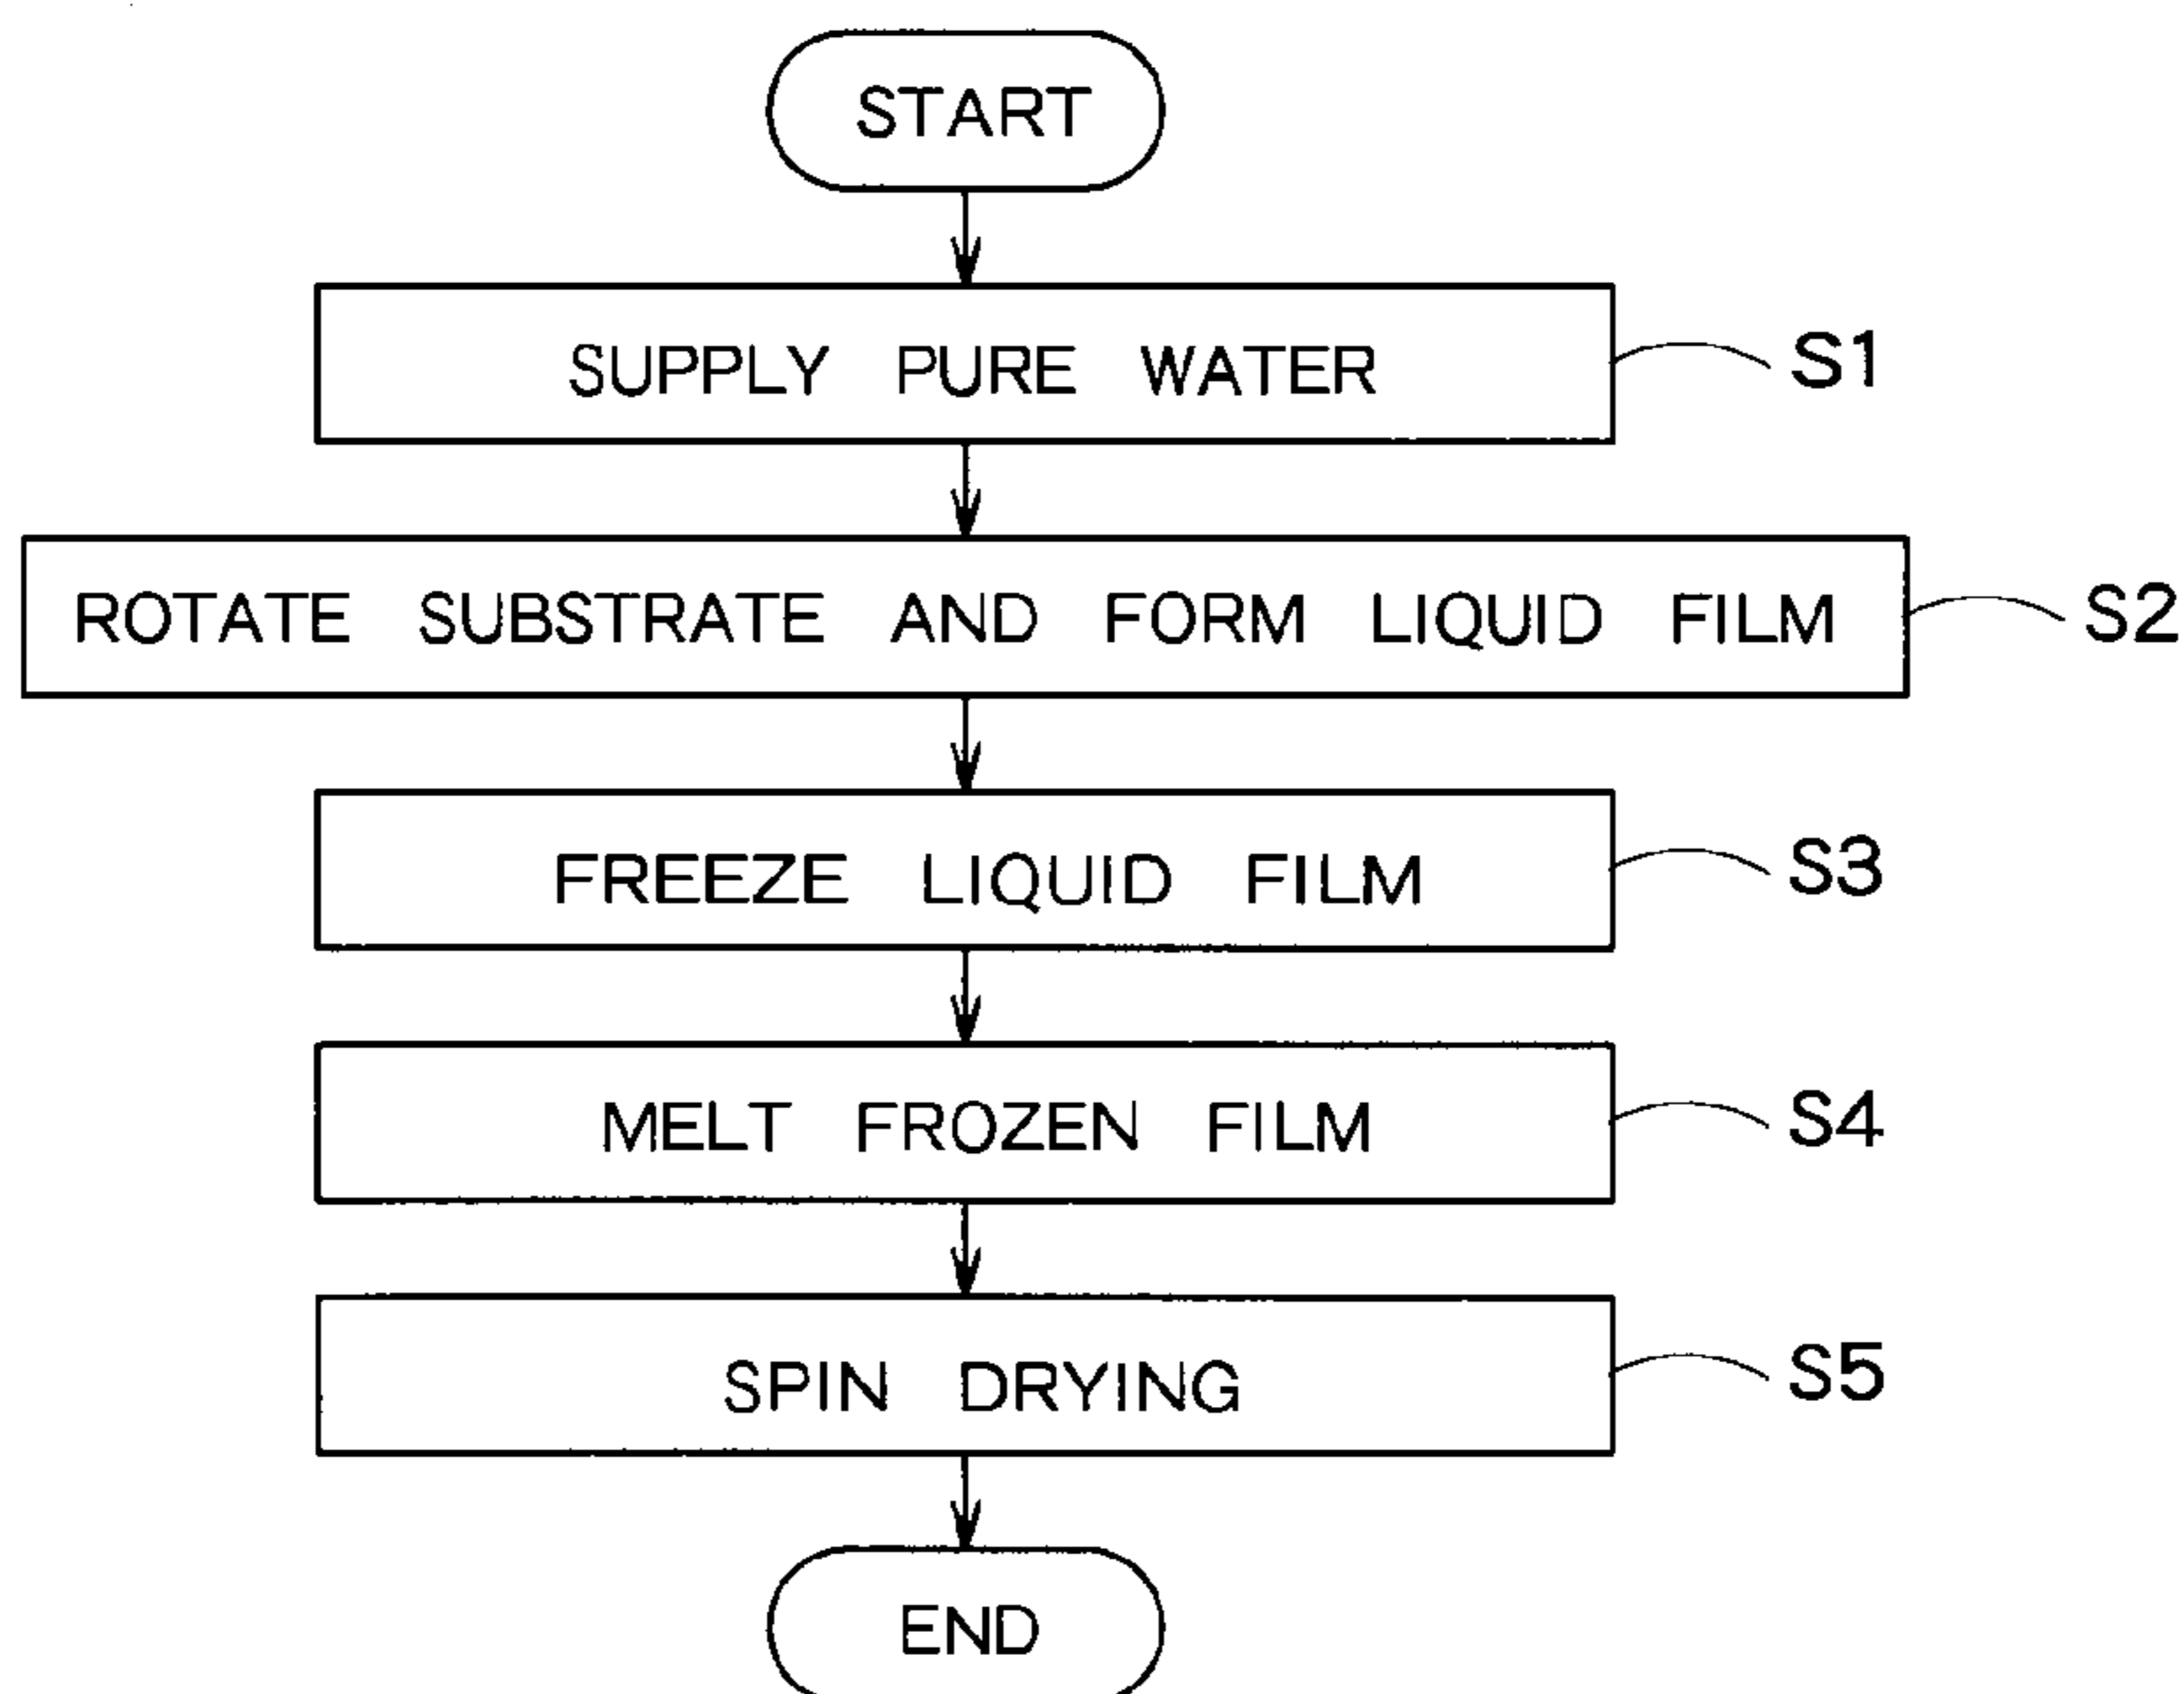 START
SUPPLY PURE WATER S1
ROTATE SUBSTRATE AND FORM LIQUID FILM S2
FREEZE LIQUID FILM S3
MELT FROZEN FILM S4
SPIN DRYING S5
END